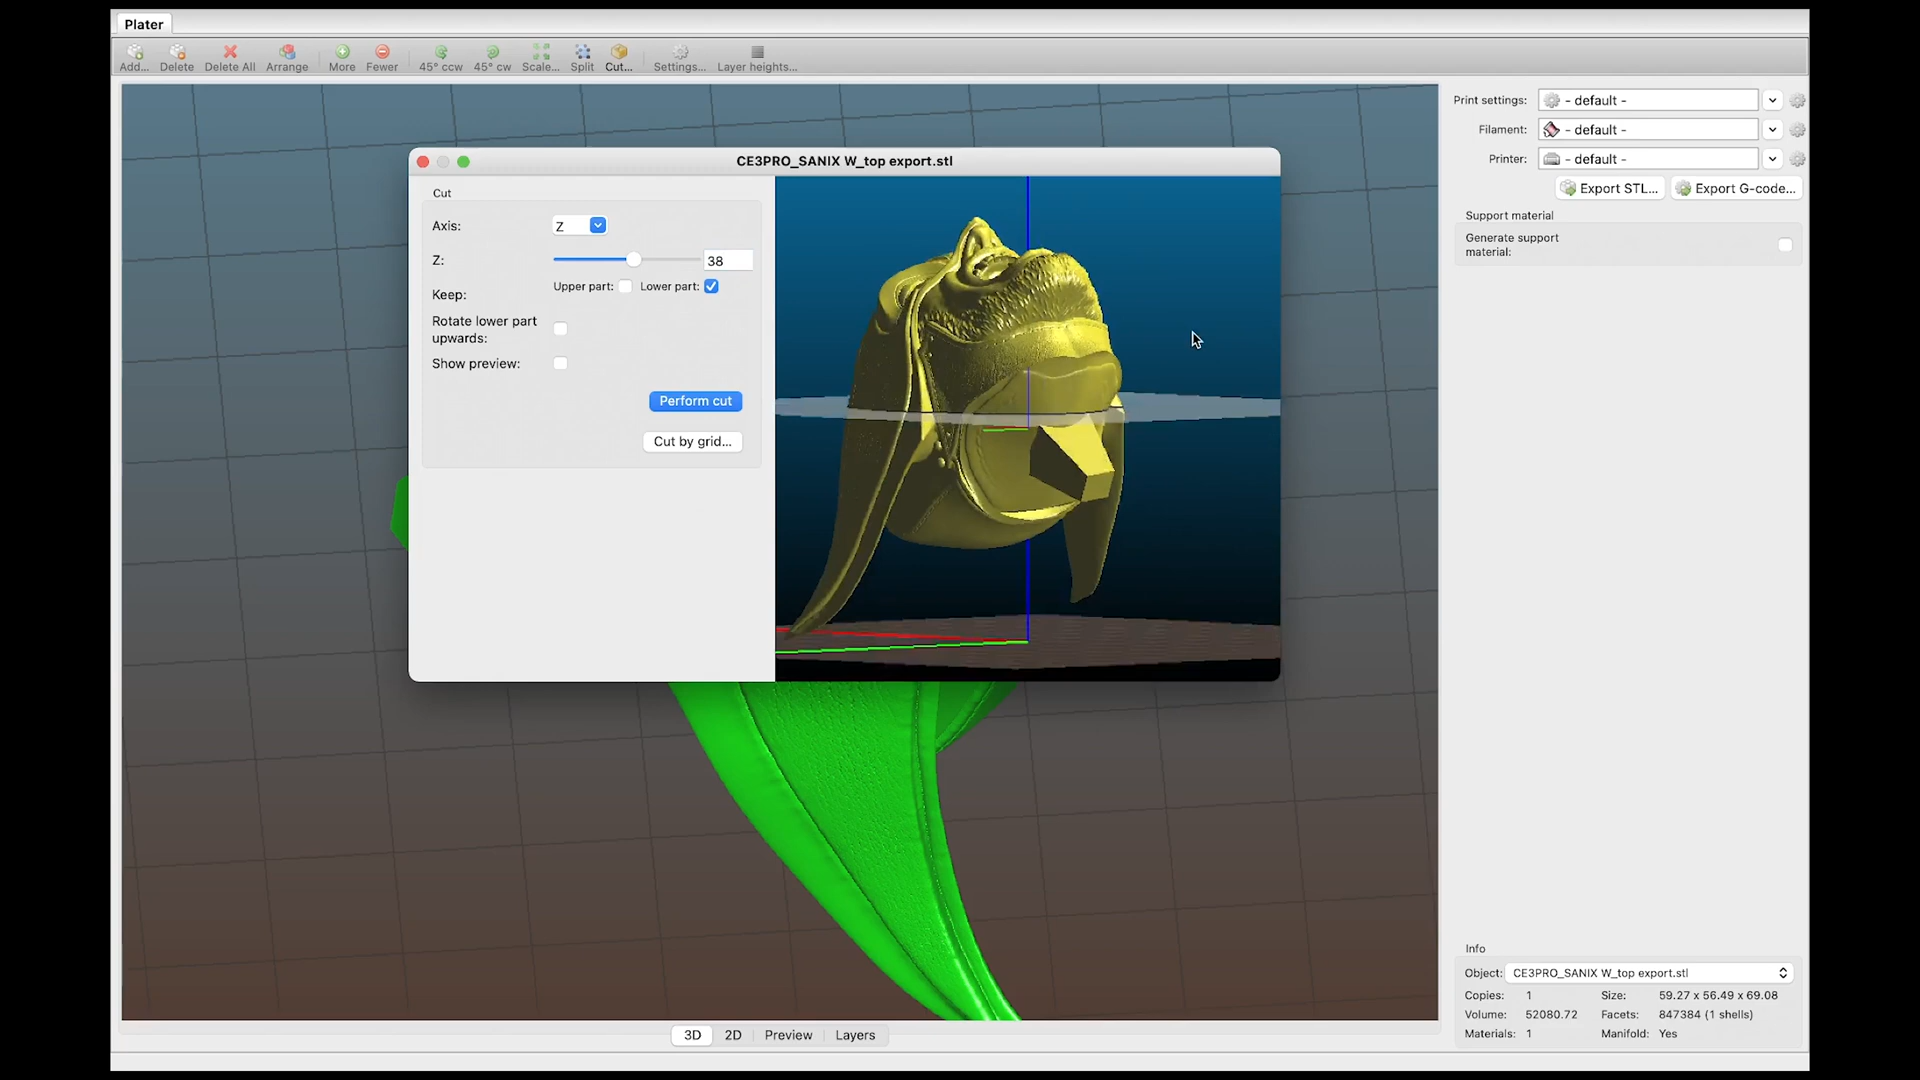 Plater
Add... Delete Delete All Arrange More Fewer 45° ccw 45° cw Scale... Split Cut... Settings... Layer heights...
Print settings: - default -
Filament: - default -
Printer: - default -
Export STL... Export G-code...
Support material
Generate support
material:
CE3PRO_SANIX W_top export.stl
Cut
Axis: Z
Z: 38
Upper part: Lower part:
Keep:
Rotate lower part
upwards:
Show preview:
Perform cut
Cut by grid...
Info
Object: CE3PRO_SANIX W_top export.stl
Copies: 1 Size: 59.27 x 56.49 x 69.08
Volume: 52080.72 Facets: 847384 (1 shells)
Materials: 1 Manifold: Yes
3D 2D Preview Layers